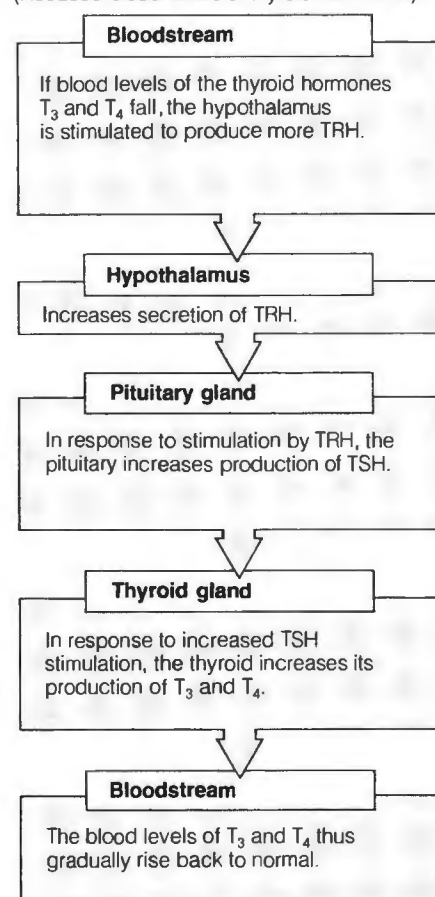 Bloodstream
If blood levels of the thyroid hormones
T₃ and T₄ fall, the hypothalamus
is stimulated to produce more TRH.
Hypothalamus
Increases secretion of TRH.
Pituitary gland
In response to stimulation by TRH, the
pituitary increases production of TSH.
Thyroid gland
In response to increased TSH
stimulation, the thyroid increases its
production of T₃ and T₄.
Bloodstream
The blood levels of T₃ and T₄ thus
gradually rise back to normal.